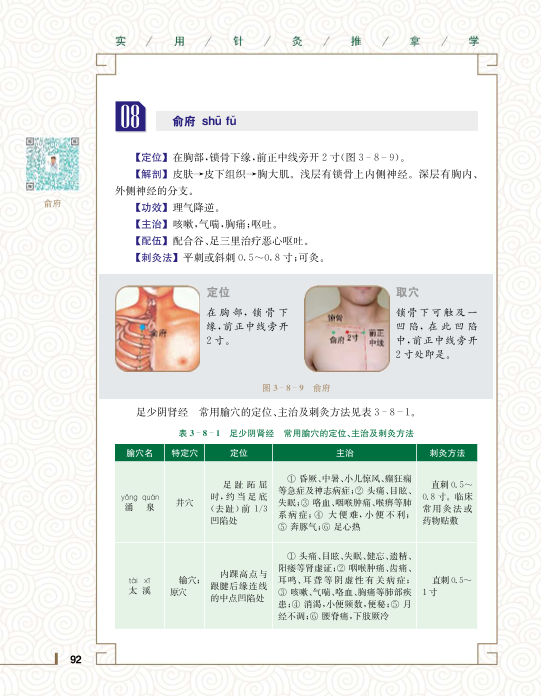 实 / 用 / 针 / 灸 / 推 / 拿 / 学
08
俞府 shū fǔ
俞府
【定位】在胸部,锁骨下缘,前正中线旁开2寸(图3-8-9)。
【解剖】皮肤→皮下组织→胸大肌。浅层有锁骨上内侧神经。深层有胸内、
外侧神经的分支。
【功效】理气降逆。
【主治】咳嗽,气喘,胸痛;呕吐。
【配伍】配合谷、足三里治疗恶心呕吐。
【刺灸法】平刺或斜刺0.5~0.8寸;可灸。
俞府
定位
在胸部,锁骨下
缘,前正中线旁开
2寸。
锁骨
俞府 2寸 前正
中线
取穴
锁骨下可触及一
凹陷,在此凹陷
中,前正中线旁开
2寸处即是。
图3-8-9 俞府
足少阴肾经 常用腧穴的定位、主治及刺灸方法见表3-8-1。
表3-8-1 足少阴肾经 常用腧穴的定位、主治及刺灸方法
腧穴名 特定穴 定位 主治 刺灸方法
yǒng quán
涌 泉
井穴
足趾跖屈
时,约当足底
(去趾)前1/3
凹陷处
① 昏厥、中暑、小儿惊风、癫狂痫
等急症及神志病症;② 头痛、目眩、
失眠;③ 咯血、咽喉肿痛、喉痹等肺
系病症;④ 大便难,小便不利;
⑤ 奔豚气;⑥ 足心热
直刺0.5~
0.8寸。临床
常用灸法或
药物贴敷
tài xī
太 溪
输穴;
原穴
内踝高点与
跟腱后缘连线
的中点凹陷处
① 头痛、目眩、失眠、健忘、遗精、
阳痿等肾虚证;② 咽喉肿痛、齿痛、
耳鸣、耳聋等阴虚性有关病症;
③ 咳嗽、气喘、咯血、胸痛等肺部疾
患;④ 消渴,小便频数,便秘;⑤ 月
经不调;⑥ 腰脊痛,下肢厥冷
直刺0.5~
1寸
92